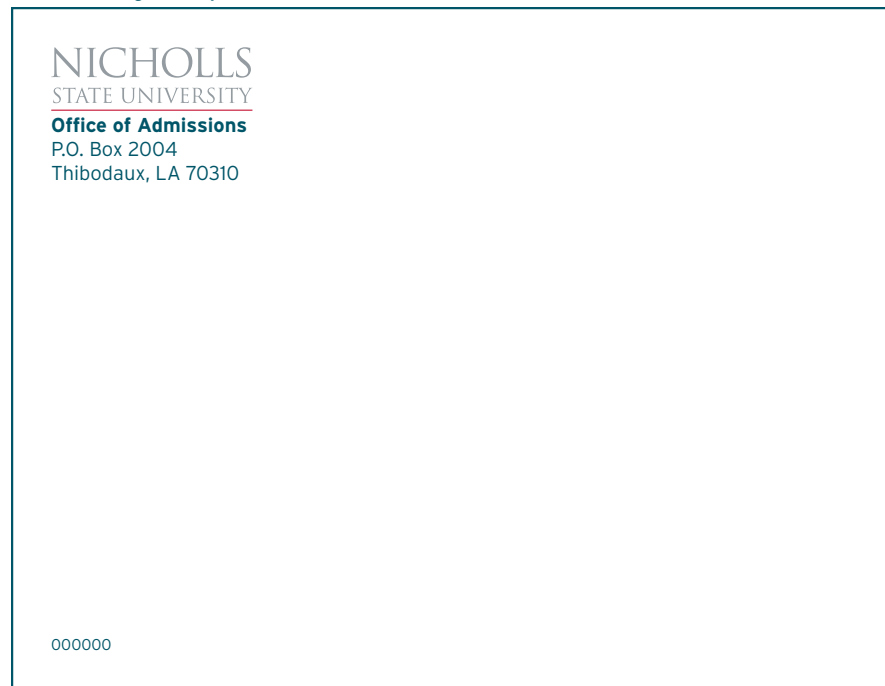 NICHOLLS
STATE UNIVERSITY
Office of Admissions
P.O. Box 2004
Thibodaux, LA 70310
000000